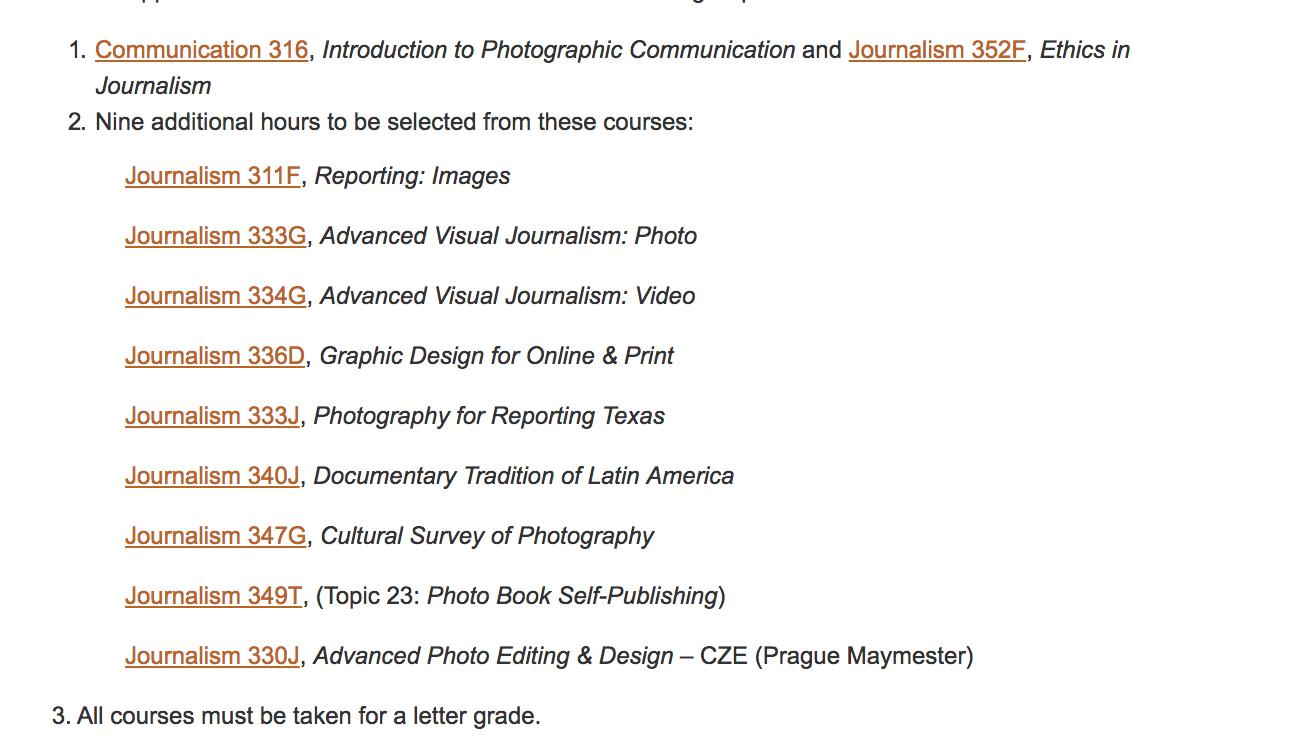 1. Communication 316, Introduction to Photographic Communication and Journalism 352F, Ethics in
Journalism
2. Nine additional hours to be selected from these courses:
Journalism 311F, Reporting: Images
Journalism 333G, Advanced Visual Journalism: Photo
Journalism 334G, Advanced Visual Journalism: Video
Journalism 336D, Graphic Design for Online & Print
Journalism 333J, Photography for Reporting Texas
Journalism 340J, Documentary Tradition of Latin America
Journalism 347G, Cultural Survey of Photography
Journalism 349T, (Topic 23: Photo Book Self-Publishing)
Journalism 330J, Advanced Photo Editing & Design – CZE (Prague Maymester)
3. All courses must be taken for a letter grade.